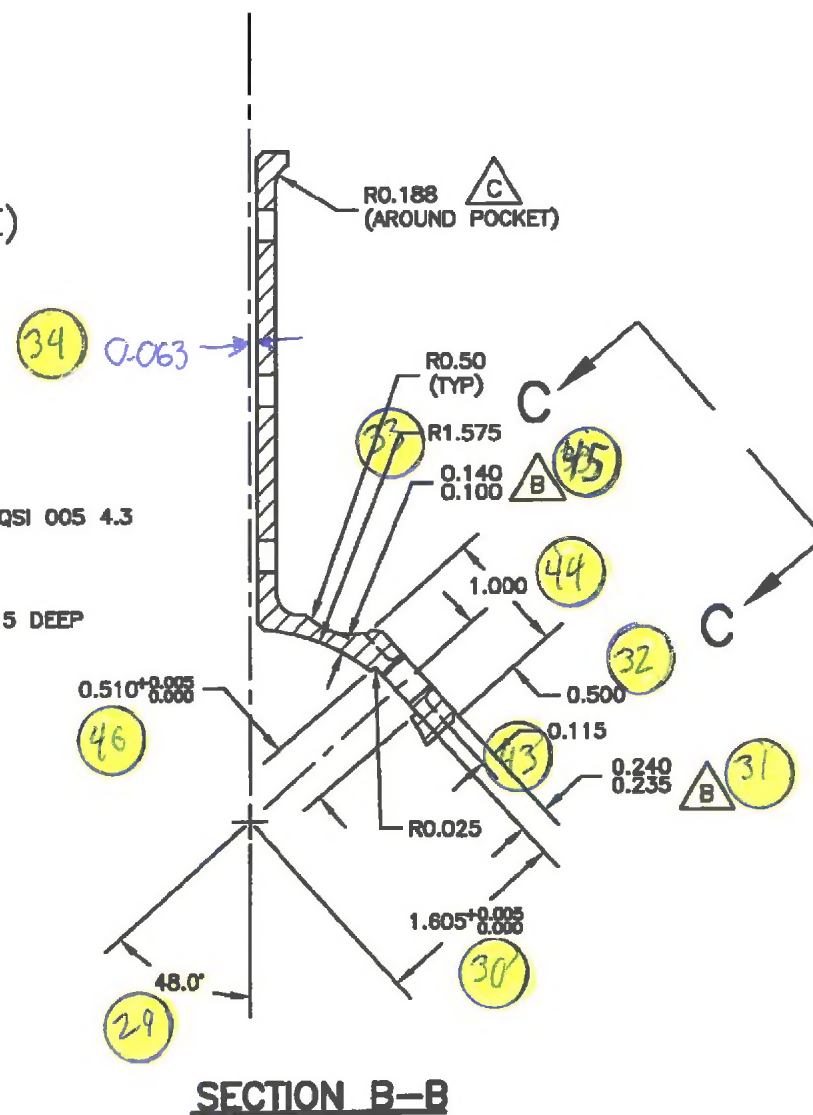 R0.188 C
(AROUND POCKET)
34 0.063
R0.50
(TYP)
C
33 R1.575
0.140
0.100 B 45
QSI 005 4.3
44
1.000
5 DEEP
C
32
0.510 +0.005
0.000
0.500
46
43 0.115
0.240
0.235 B 31
R0.025
1.605 +0.005
0.000
30
48.0°
29
SECTION B-B